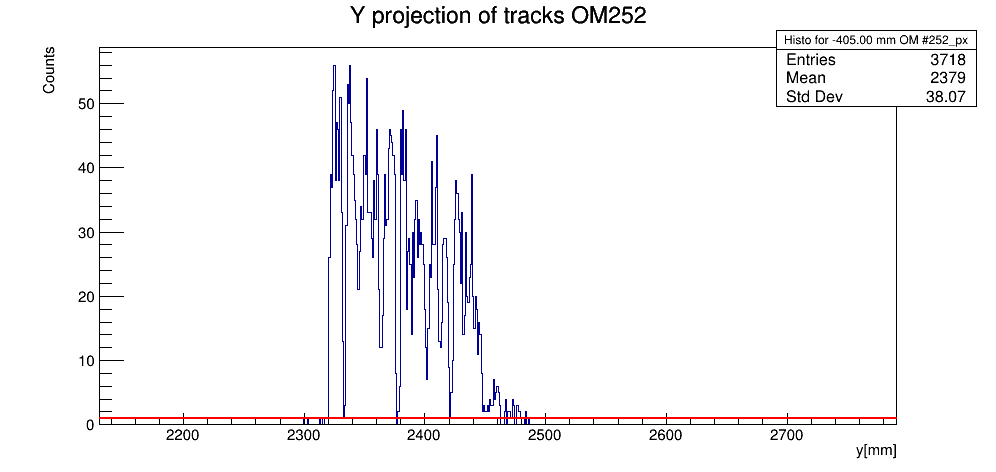 Y projection of tracks OM252
Histo for -405.00 mm OM #252_px
Entries 3718
Mean 2379
Std Dev 38.07
Counts
50
40
30
20
10
0
2200 2300 2400 2500 2600 2700
y[mm]